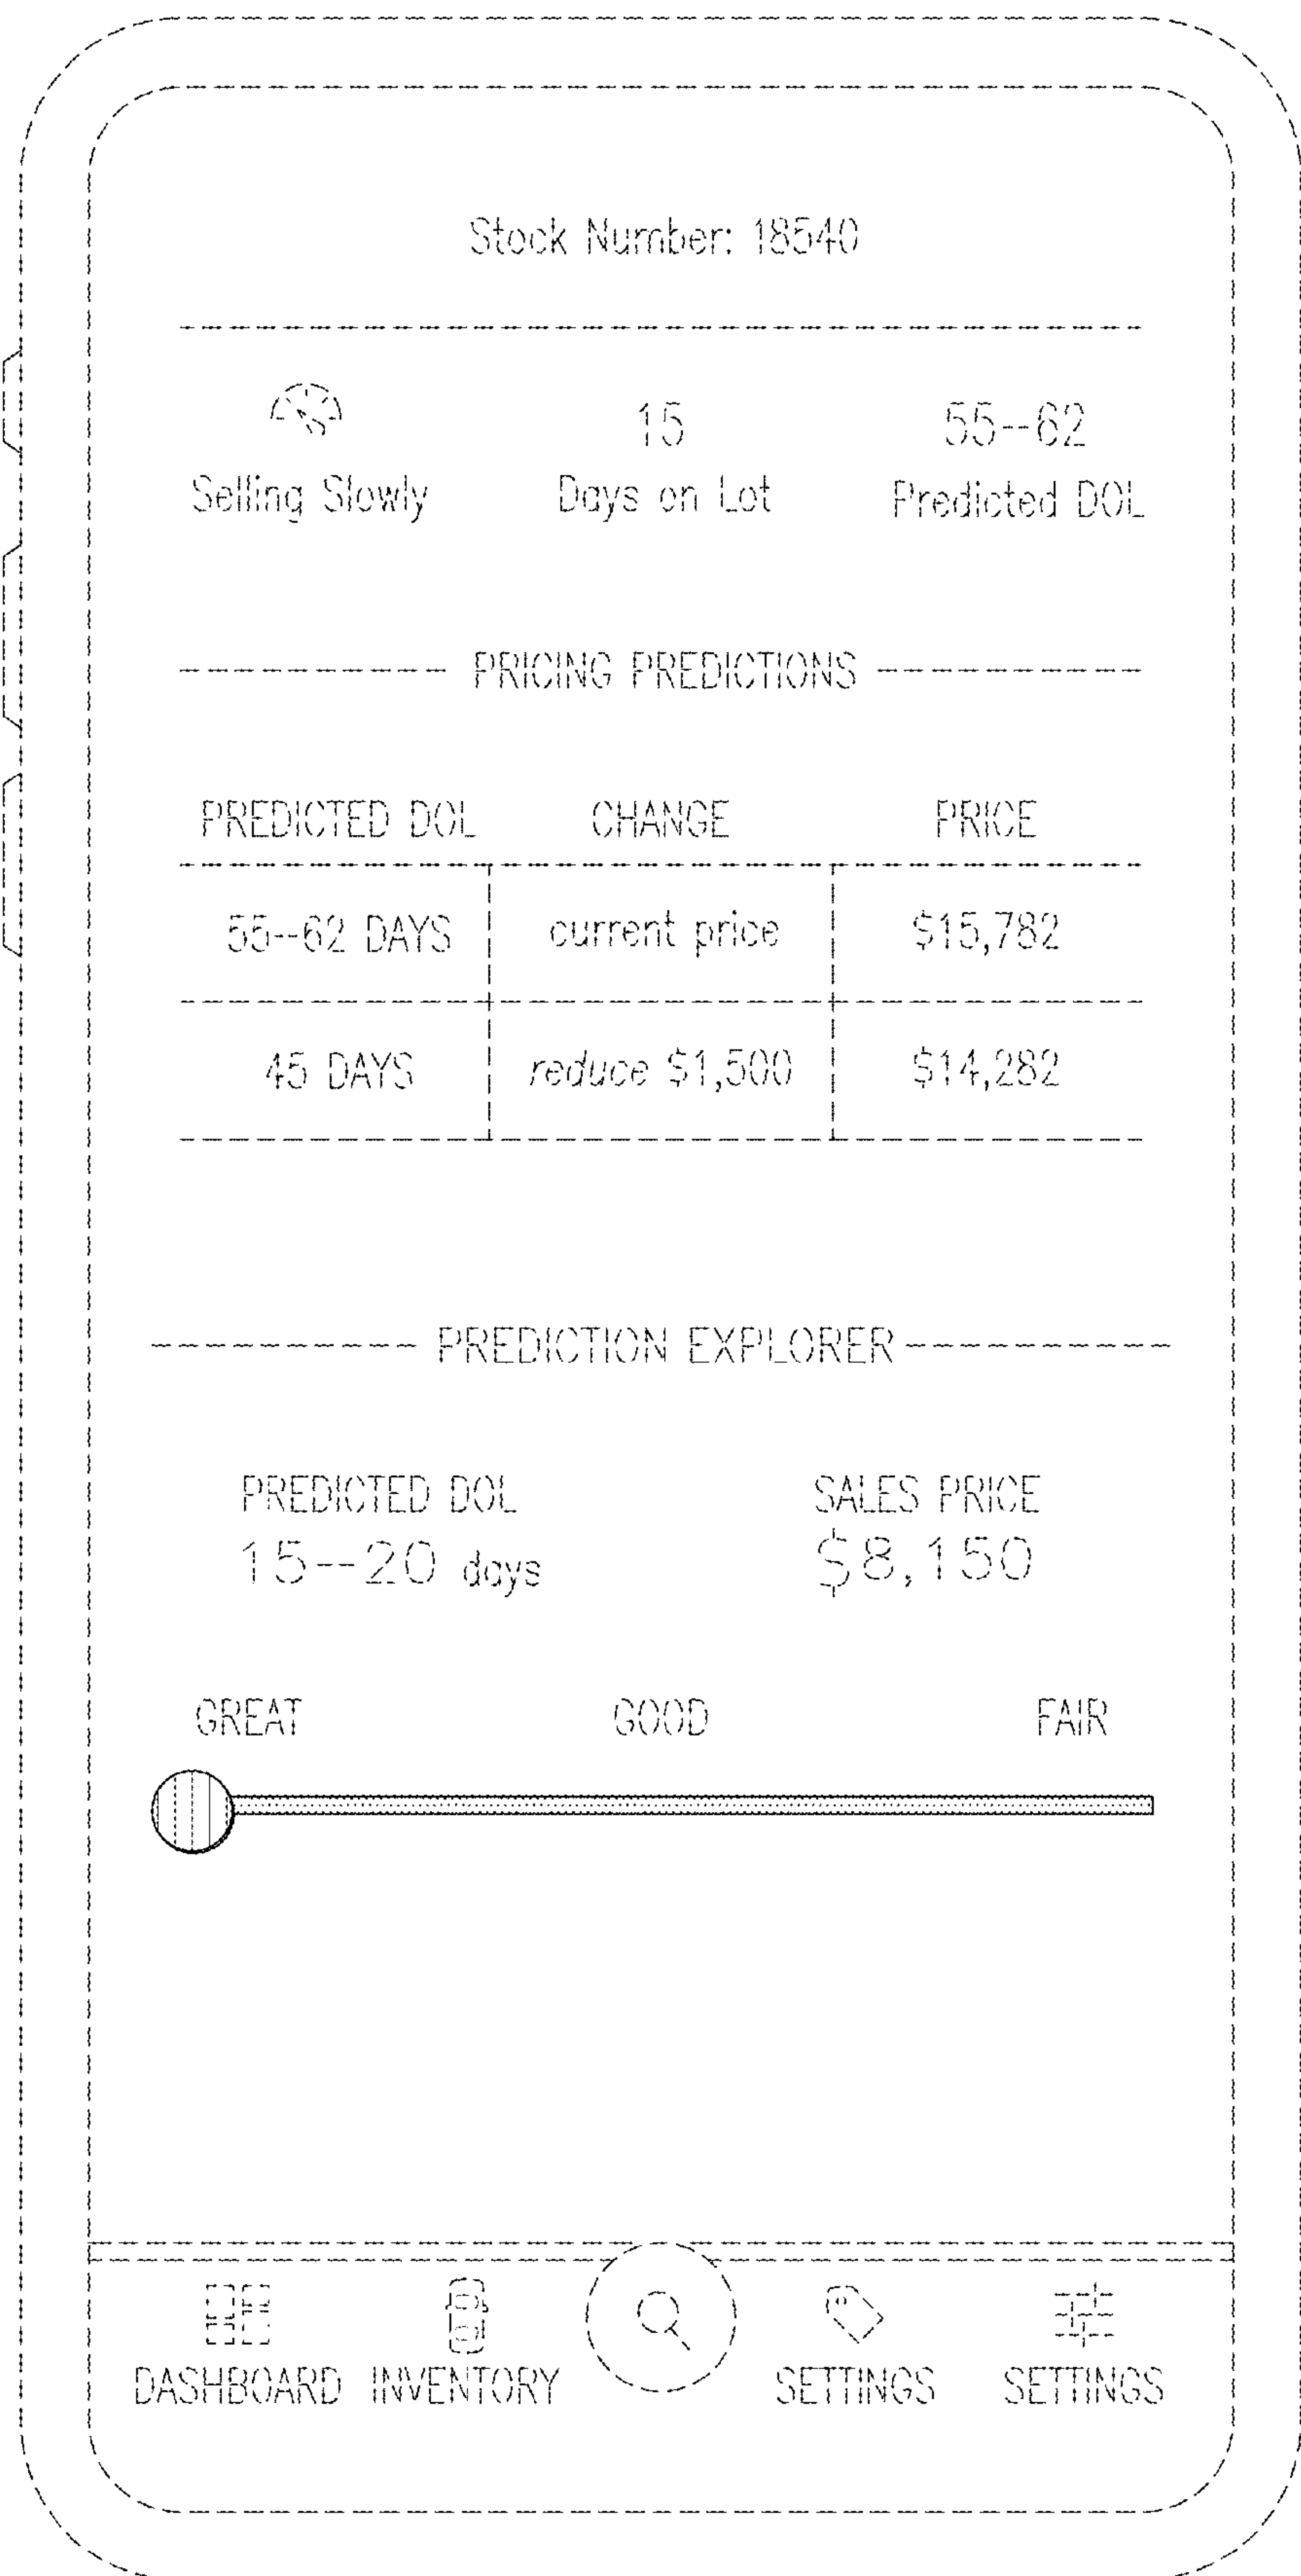 Stock Number: 18540
15 55--62
Selling Slowly Days on Lot Predicted DOL
PRICING PREDICTIONS
PREDICTED DOL CHANGE PRICE
55--62 DAYS current price $15,782
45 DAYS reduce $1,500 $14,282
PREDICTION EXPLORER
PREDICTED DOL SALES PRICE
15--20 days $8,150
GREAT GOOD FAIR
DASHBOARD INVENTORY SETTINGS SETTINGS